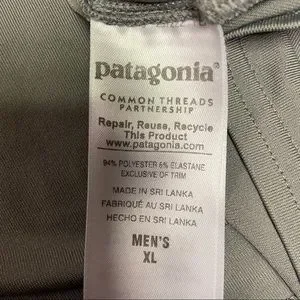 patagonia®
COMMON THREADS
PARTNERSHIP
Repair, Reuse, Recycle
This Product
www.patagonia.com
94% POLYESTER 6% ELASTANE
EXCLUSIVE OF TRIM
MADE IN SRI LANKA
FABRIQUÉ AU SRI LANKA
HECHO EN SRI LANKA
MEN'S
XL